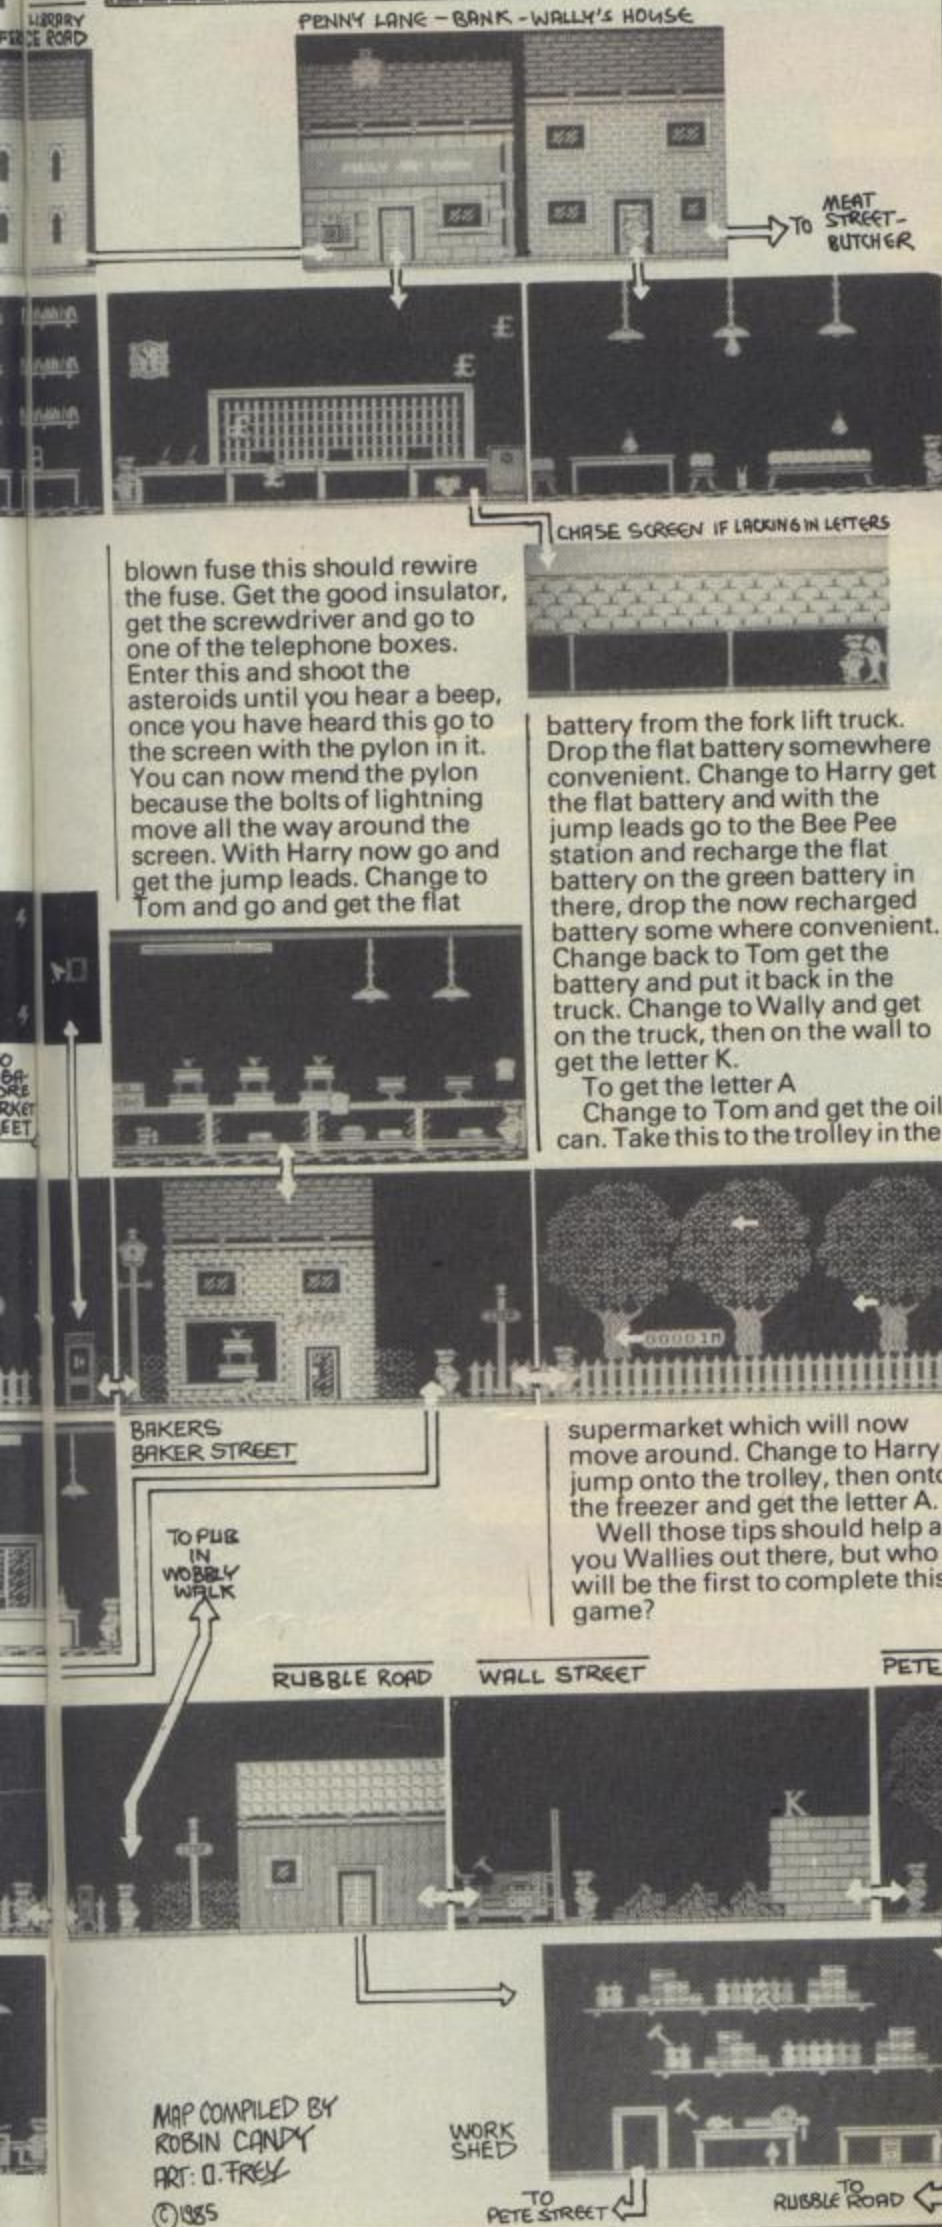 LIBRARY
ROAD
PENNY LANE - BANK - WALLY'S HOUSE
TO MEAT
STREET -
BUTCHER
£
£
£
CHASE SCREEN IF LACKING IN LETTERS
blown fuse this should rewire
the fuse. Get the good insulator,
get the screwdriver and go to
one of the telephone boxes.
Enter this and shoot the
asteroids until you hear a beep,
once you have heard this go to
the screen with the pylon in it.
You can now mend the pylon
because the bolts of lightning
move all the way around the
screen. With Harry now go and
get the jump leads. Change to
Tom and go and get the flat
battery from the fork lift truck.
Drop the flat battery somewhere
convenient. Change to Harry get
the flat battery and with the
jump leads go to the Bee Pee
station and recharge the flat
battery on the green battery in
there, drop the now recharged
battery some where convenient.
Change back to Tom get the
battery and put it back in the
truck. Change to Wally and get
on the truck, then on the wall to
get the letter K.
To get the letter A
Change to Tom and get the oil
can. Take this to the trolley in the
00001M
BAKERS
BAKER STREET
supermarket which will now
move around. Change to Harry,
jump onto the trolley, then onto
the freezer and get the letter A.
Well those tips should help a
you Wallies out there, but who
will be the first to complete this
game?
TO PUB
IN
WOBBLY
WALK
RUBBLE ROAD
WALL STREET
PETE
K
WORK
SHED
TO
PETE STREET
TO
RUBBLE ROAD
MAP COMPILED BY
ROBIN CANDY
ART: O. FREY
©1985